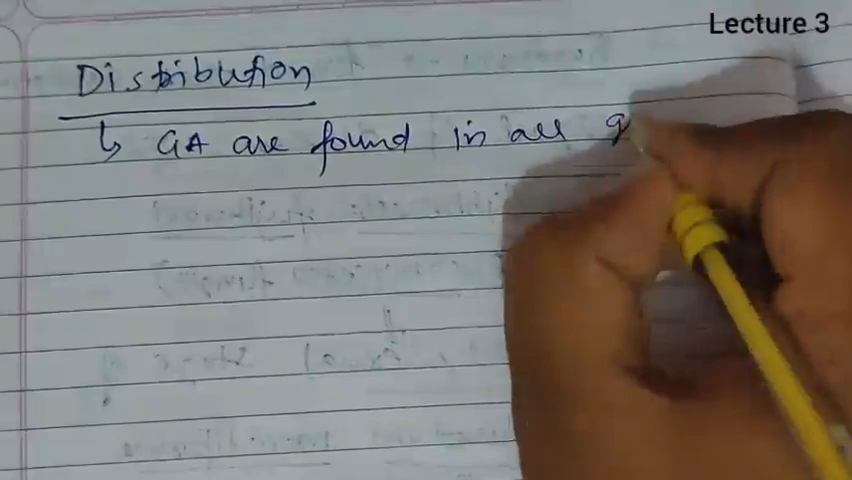 Lecture 3
Distribution
↳ GA are found in all g